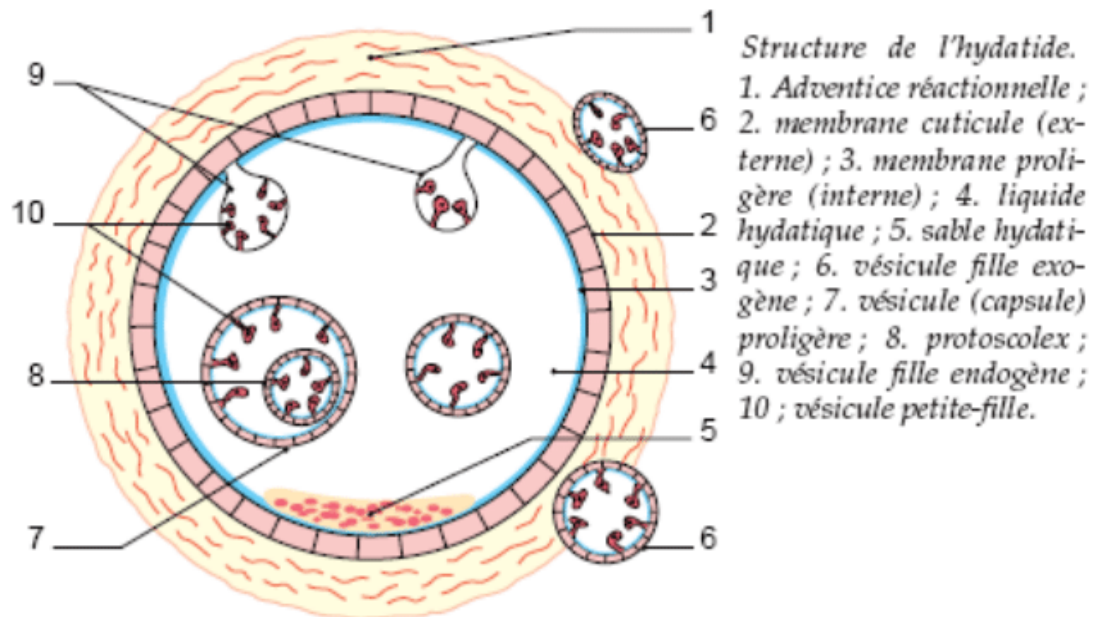 1
9
6
10
2
3
8
4
5
7
6
Structure de l'hydatide.
1. Adventice réactionnelle ;
2. membrane cuticule (ex-
terne) ; 3. membrane proli-
gère (interne) ; 4. liquide
hydatique ; 5. sable hydati-
que ; 6. vésicule fille exo-
gène ; 7. vésicule (capsule)
proligère ; 8. protoscolex ;
9. vésicule fille endogène ;
10 ; vésicule petite-fille.